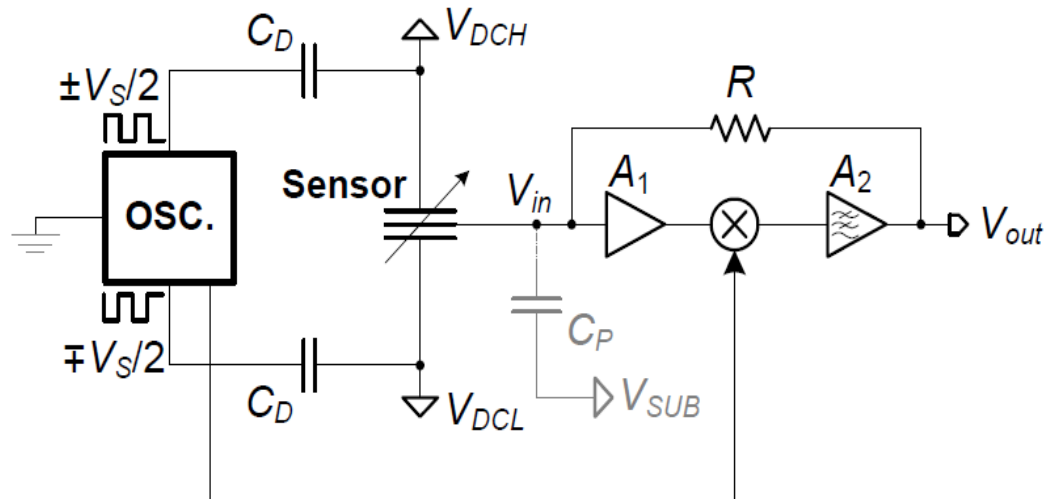 C_D
V_DCH
±V_S/2
R
OSC.
Sensor
V_in
A_1
A_2
V_out
∓V_S/2
C_P
C_D
V_DCL
V_SUB